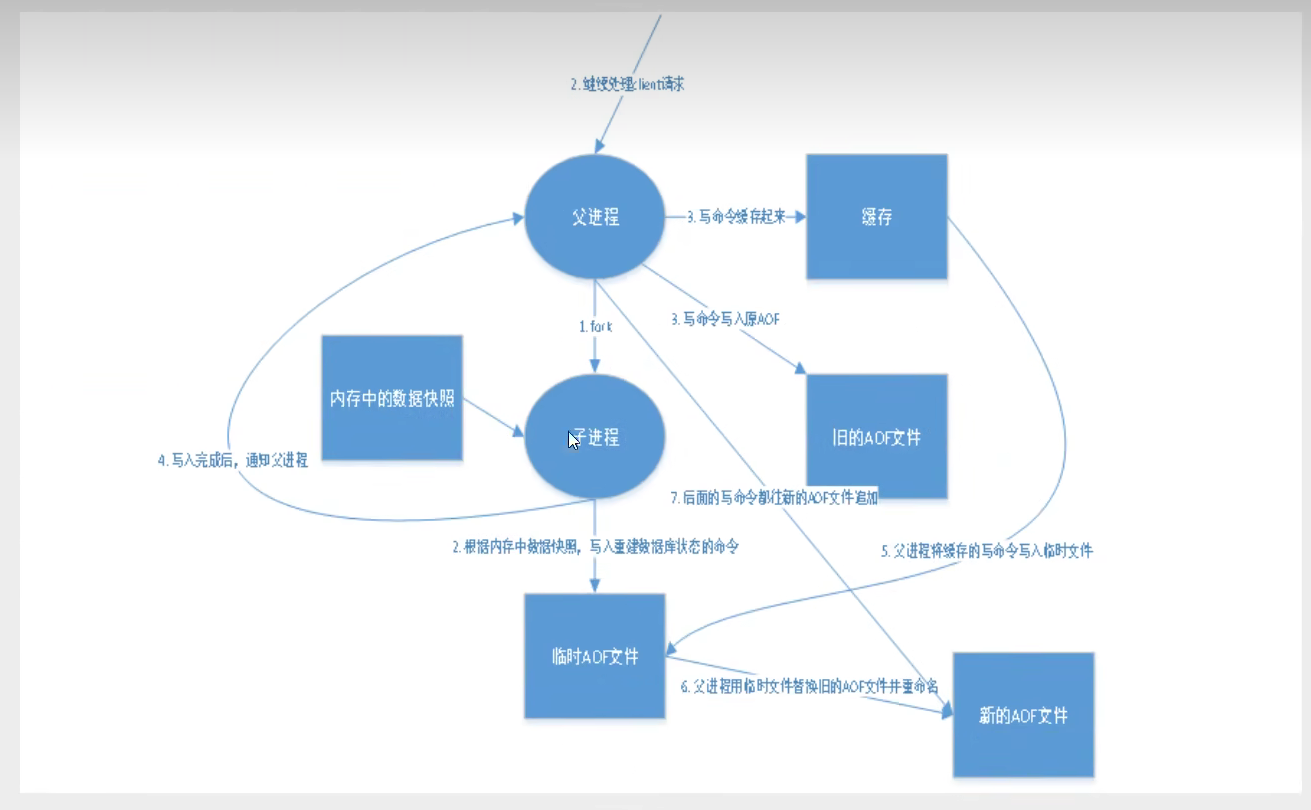 2.继续处理client请求
父进程
3.写命令缓存起来
缓存
1.fork
3.写命令写入原AOF
内存中的数据快照
子进程
旧的AOF文件
4.写入完成后，通知父进程
7.后面的写命令都往新的AOF文件追加
2.根据内存中数据快照，写入重建数据库状态的命令
5.父进程将缓存的写命令写入临时文件
临时AOF文件
6.父进程用临时文件替换旧的AOF文件并重命名
新的AOF文件